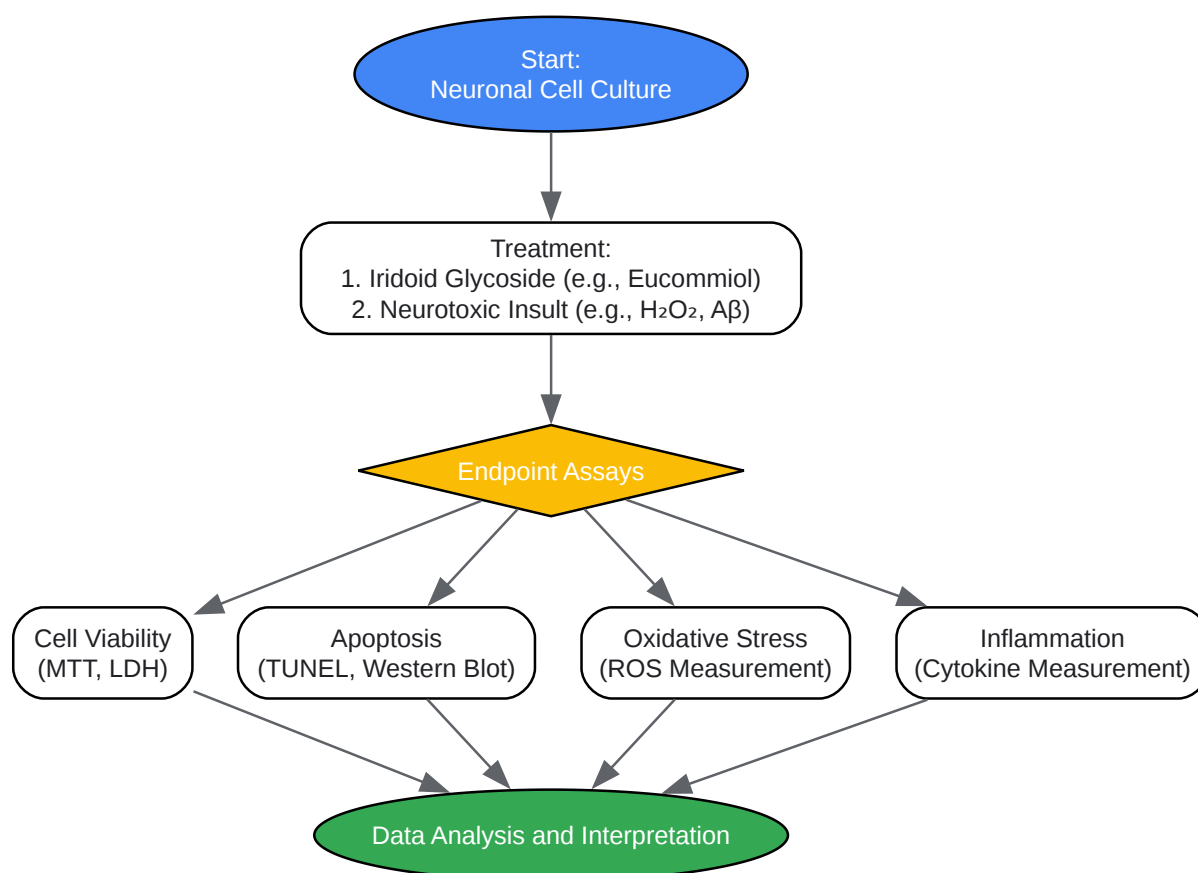 Start:
Neuronal Cell Culture
Treatment:
1. Iridoid Glycoside (e.g., Eucommiol)
2. Neurotoxic Insult (e.g., H₂O₂, Aβ)
Endpoint Assays
Cell Viability
(MTT, LDH)
Apoptosis
(TUNEL, Western Blot)
Oxidative Stress
(ROS Measurement)
Inflammation
(Cytokine Measurement)
Data Analysis and Interpretation